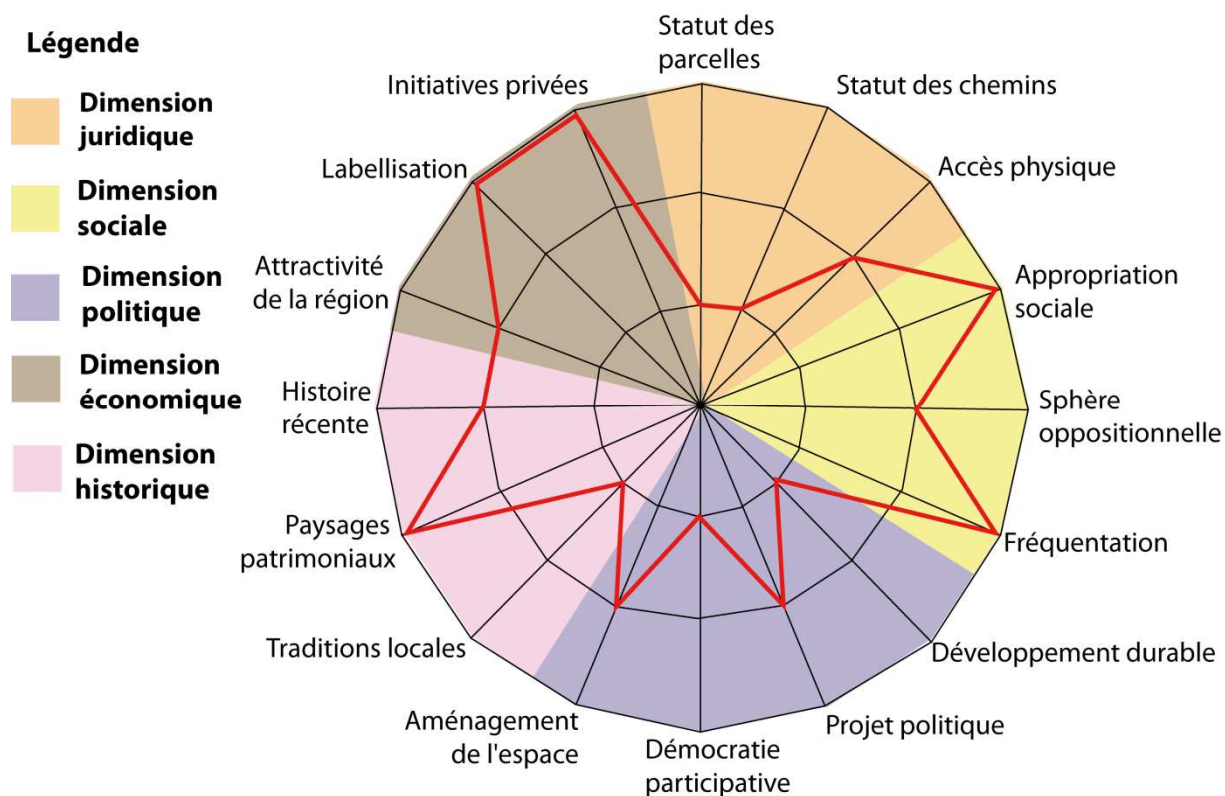 Légende
Dimension
juridique
Dimension
sociale
Dimension
politique
Dimension
économique
Dimension
historique
Statut des
parcelles
Statut des chemins
Accès physique
Appropriation
sociale
Sphère
oppositionnelle
Fréquentation
Développement durable
Projet politique
Démocratie
participative
Aménagement
de l'espace
Traditions locales
Paysages
patrimoniaux
Histoire
récente
Attractivité
de la région
Labellisation
Initiatives privées